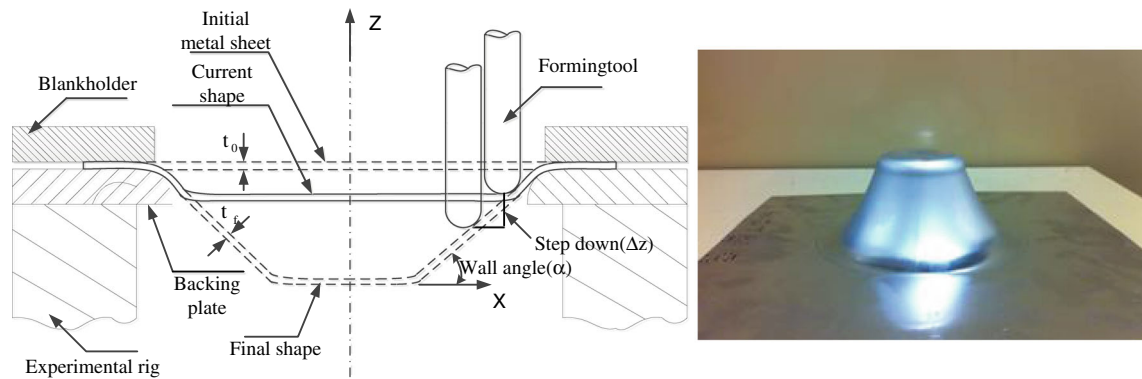 Initial
metal sheet
Z
Blankholder
Current
shape
Formingtool
t0
tf
Step down(Δz)
Wall angle(α)
X
Backing
plate
Final shape
Experimental rig